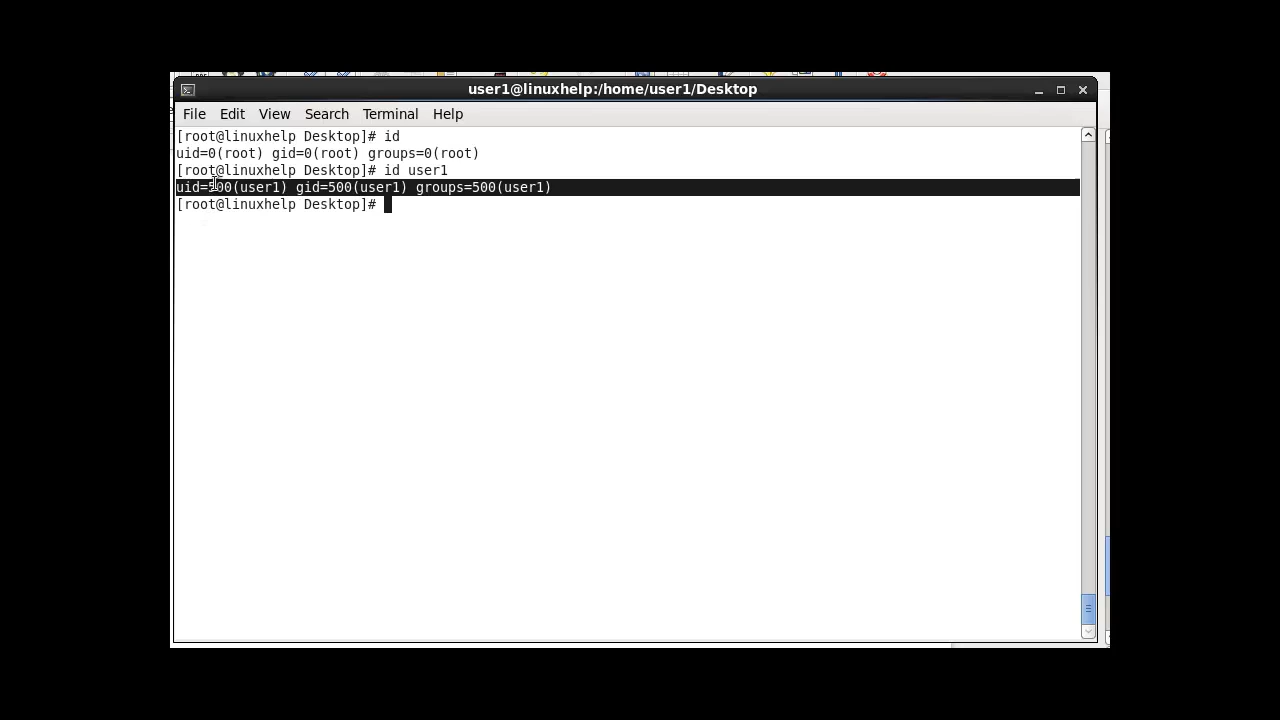 user1@linuxhelp:/home/user1/Desktop
File Edit View Search Terminal Help
[root@linuxhelp Desktop]# id
uid=0(root) gid=0(root) groups=0(root)
[root@linuxhelp Desktop]# id user1
uid=500(user1) gid=500(user1) groups=500(user1)
[root@linuxhelp Desktop]#